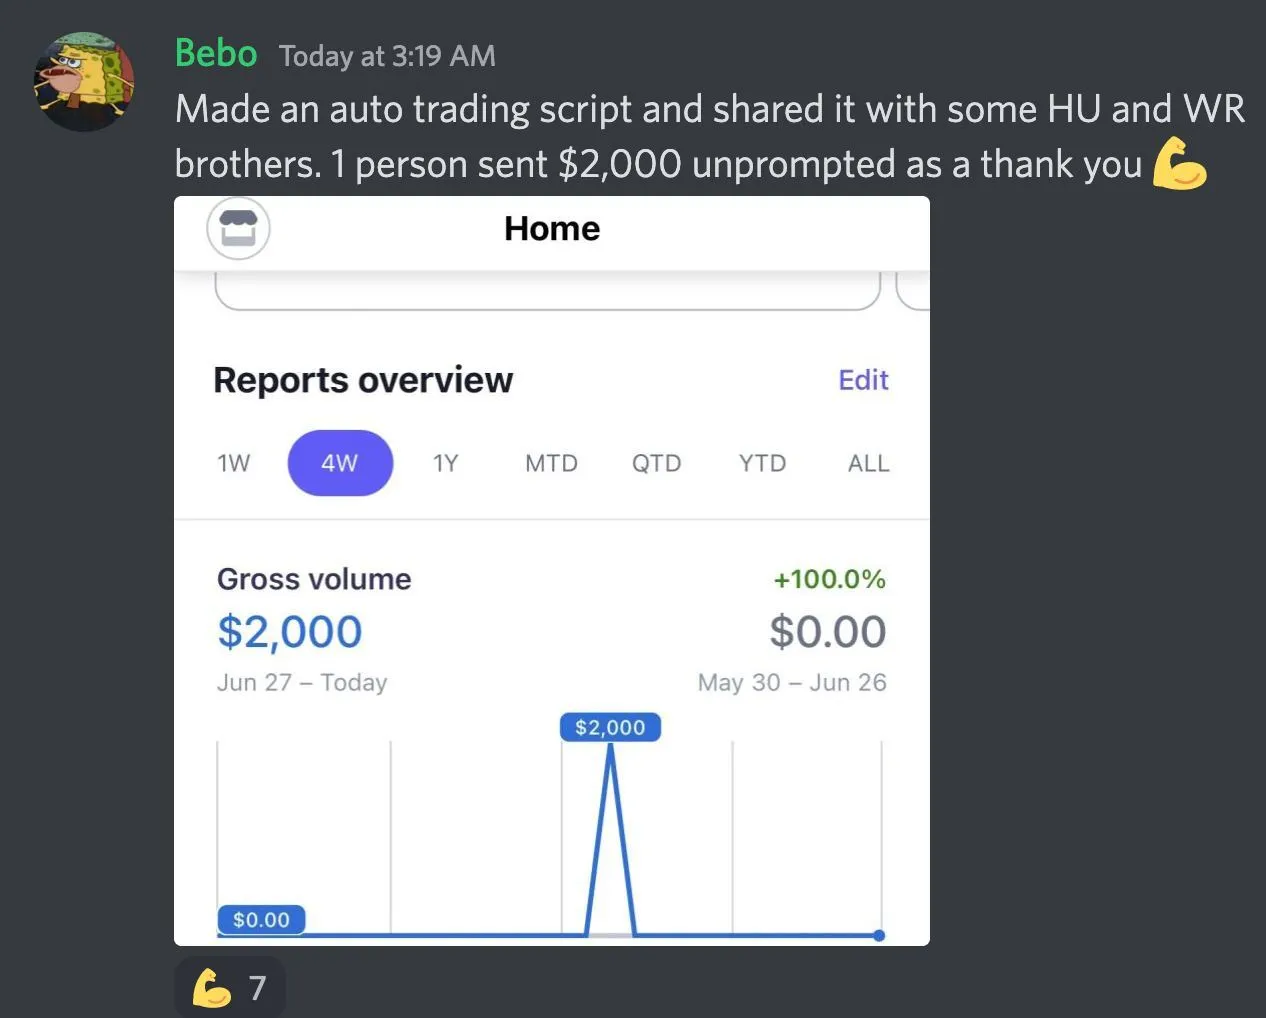 Bebo Today at 3:19 AM
Made an auto trading script and shared it with some HU and WR
brothers. 1 person sent $2,000 unprompted as a thank you 💪
Home
Reports overview Edit
1W 4W 1Y MTD QTD YTD ALL
Gross volume +100.0%
$2,000 $0.00
Jun 27 – Today May 30 – Jun 26
$2,000
$0.00
💪 7